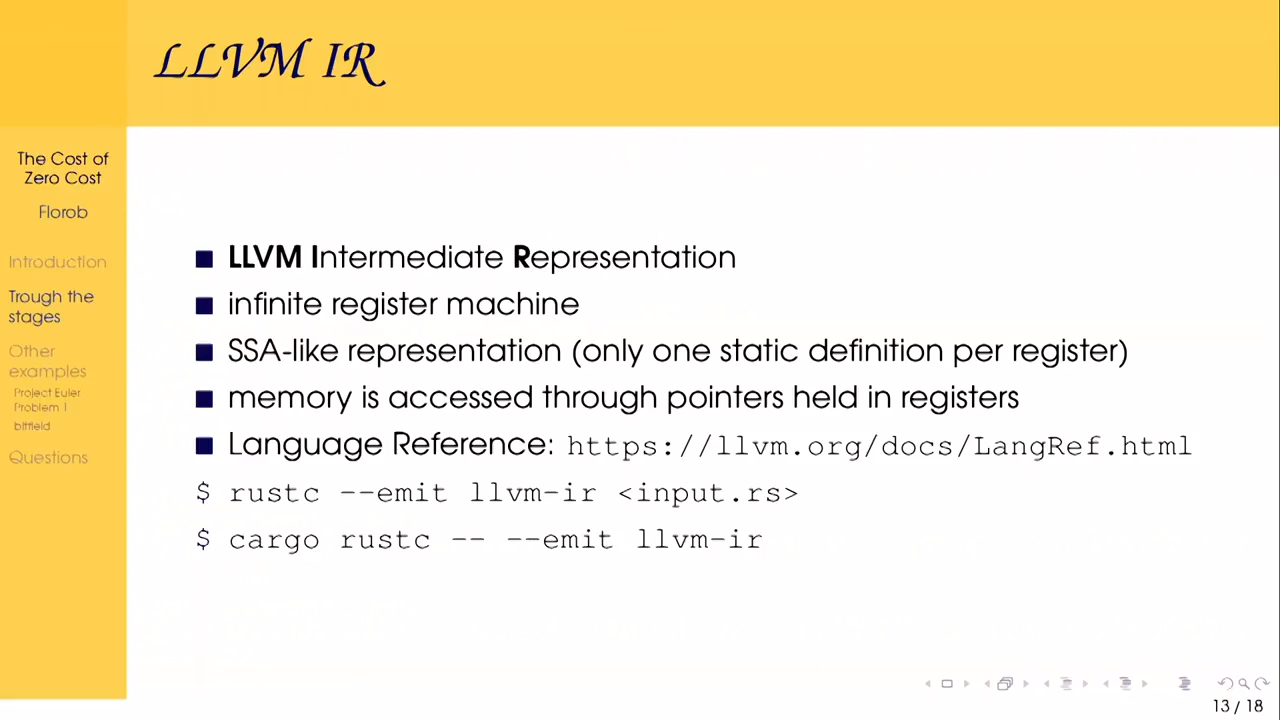 LLVM IR
The Cost of
Zero Cost
Florob
Introduction
Trough the
stages
Other
examples
Project Euler
Problem 1
bitfield
Questions
LLVM Intermediate Representation
infinite register machine
SSA-like representation (only one static definition per register)
memory is accessed through pointers held in registers
Language Reference: https://llvm.org/docs/LangRef.html
$ rustc --emit llvm-ir <input.rs>
$ cargo rustc -- --emit llvm-ir
13 / 18